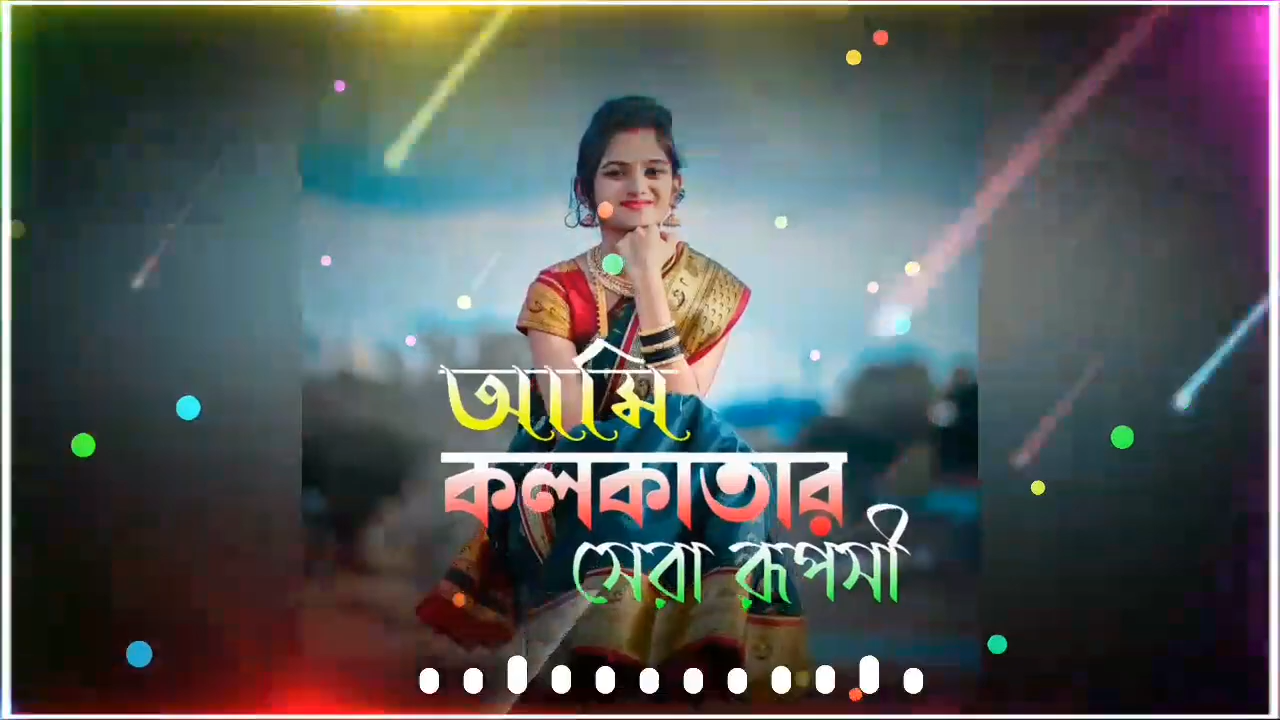 আমি
কলকাতার
সেরা রূপসী